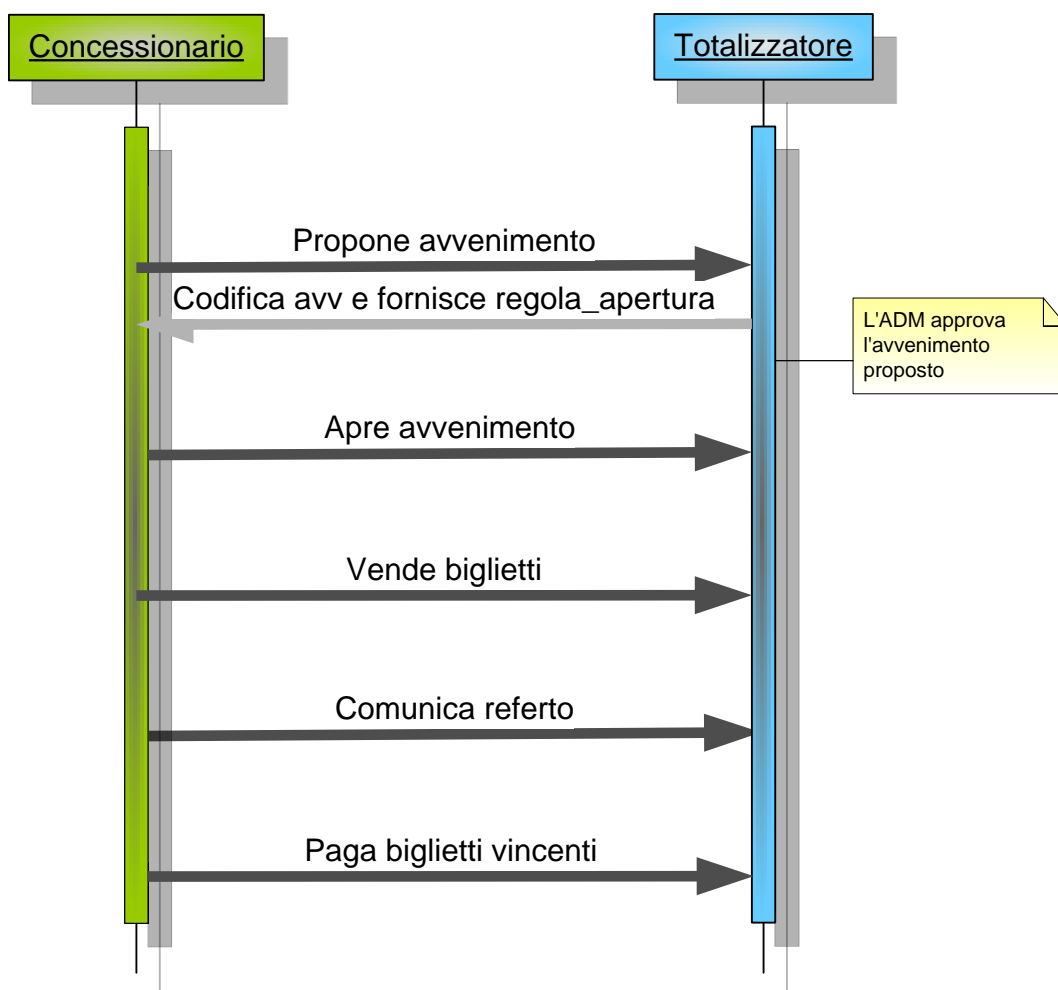 Concessionario
Totalizzatore
Propone avvenimento
Codifica avv e fornisce regola_apertura
L'ADM approva
l'avvenimento
proposto
Apre avvenimento
Vende biglietti
Comunica referto
Paga biglietti vincenti